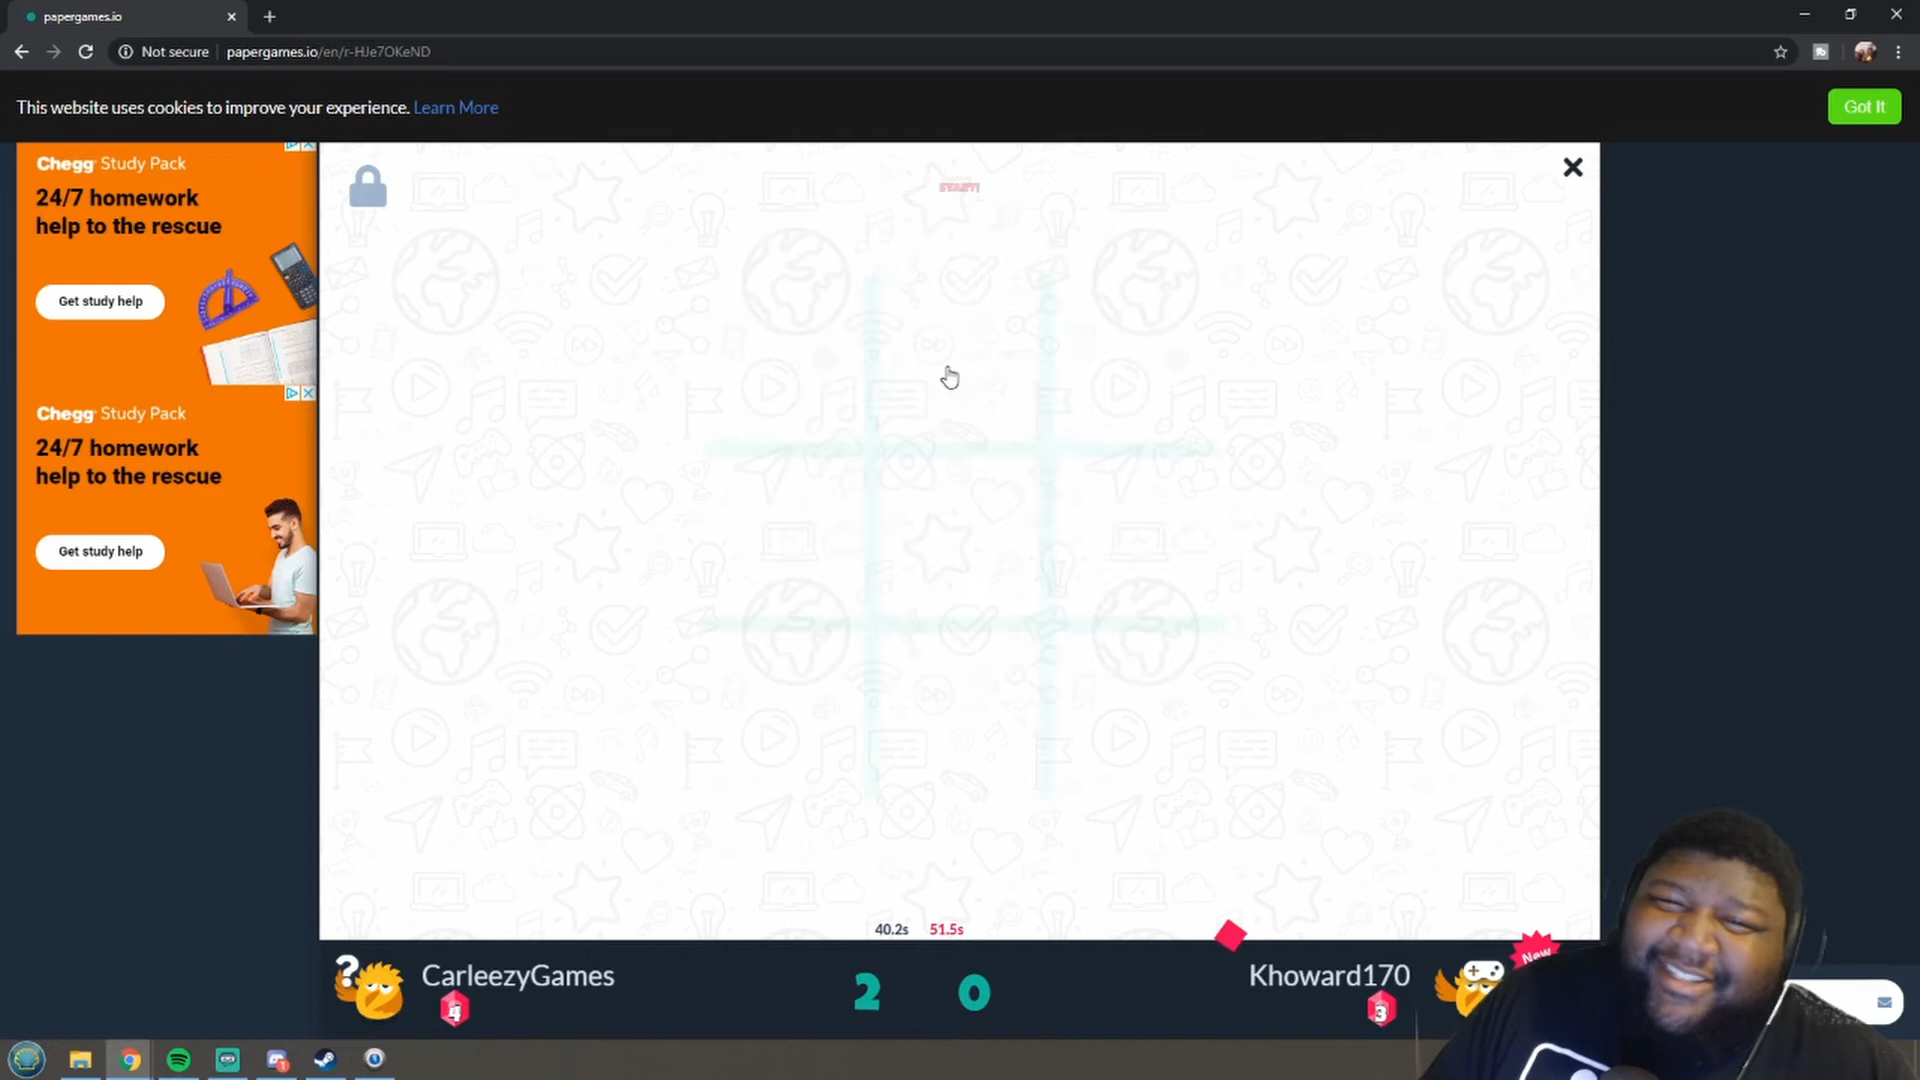 papergames.io
Not secure
papergames.io/en/r-HJe7OKeND
This website uses cookies to improve your experience. Learn More
Got It
Chegg Study Pack
24/7 homework
help to the rescue
Get study help
Chegg Study Pack
24/7 homework
help to the rescue
Get study help
START!
40.2s
51.5s
CarleezyGames
4
2
0
Khoward170
3
New
1